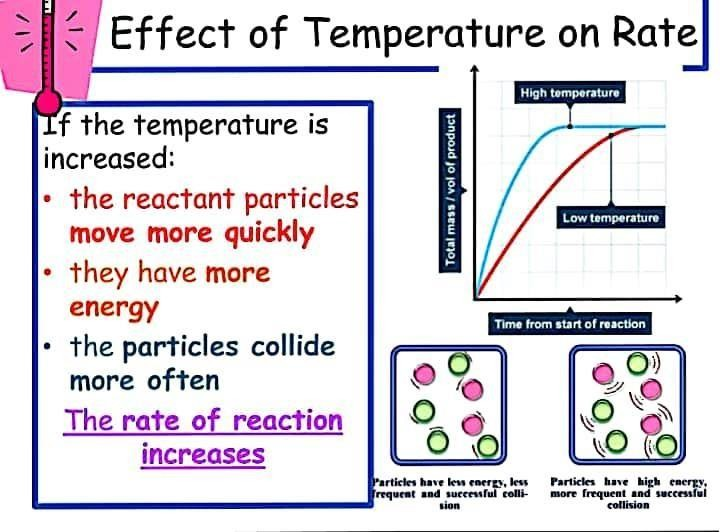 Effect of Temperature on Rate
If the temperature is
increased:
• the reactant particles
move more quickly
• they have more
energy
• the particles collide
more often
The rate of reaction
increases
High temperature
Low temperature
Total mass / vol of product
Time from start of reaction
Particles have less energy, less
frequent and successful colli-
sion
Particles have high energy,
more frequent and successful
collision